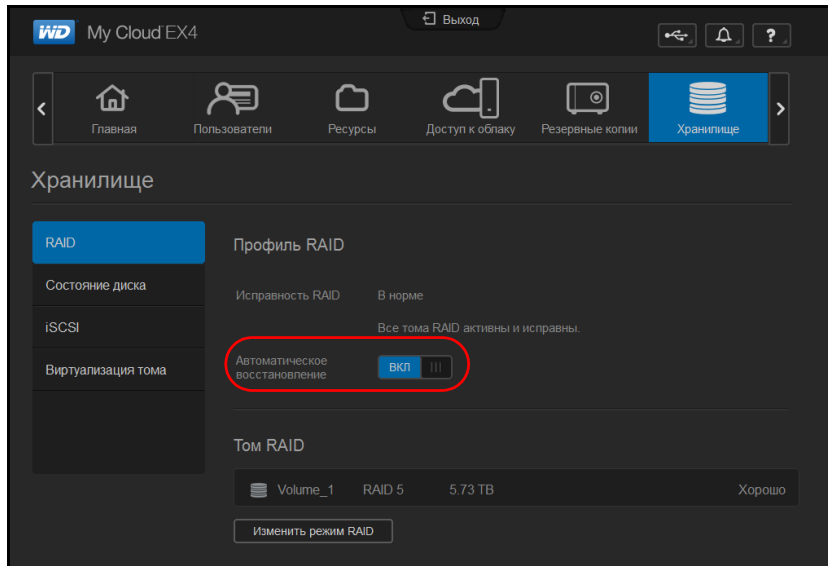 WD My Cloud EX4
Выход
?
Главная
Пользователи
Ресурсы
Доступ к облаку
Резервные копии
Хранилище
Хранилище
RAID
Состояние диска
iSCSI
Виртуализация тома
Профиль RAID
Исправность RAID В норме
Все тома RAID активны и исправны.
Автоматическое
восстановление
ВКЛ
Том RAID
Volume_1 RAID 5 5.73 TB Хорошо
Изменить режим RAID